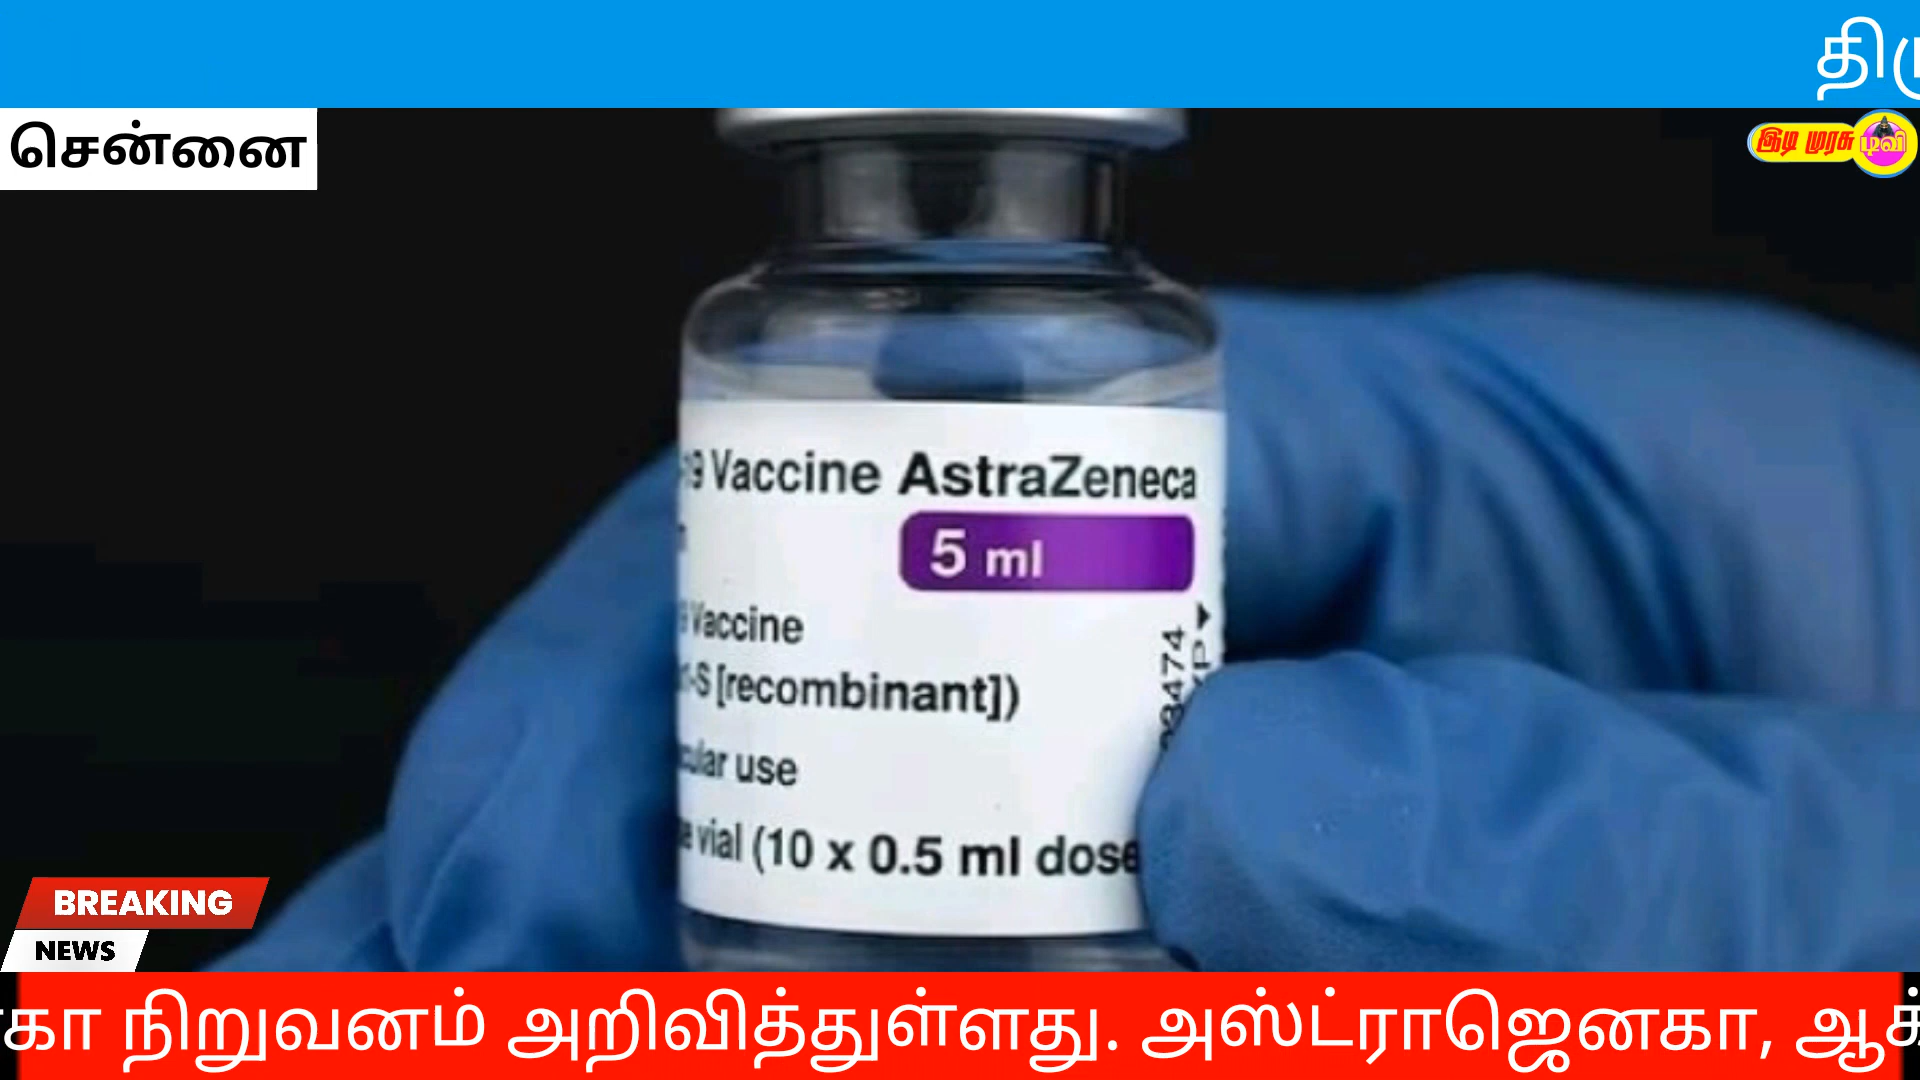 சென்னை
இடி முரசு டிவி
Vaccine AstraZeneca
5 ml
Vaccine
[recombinant])
use
vial (10 x 0.5 ml dose
BREAKING
NEWS
நிறுவனம் அறிவித்துள்ளது. அஸ்ட்ராஜெனகா,